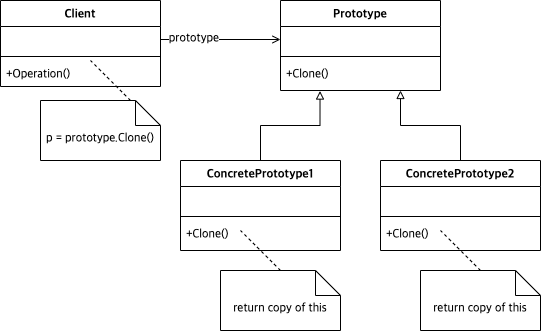 Client
prototype
Prototype
+Operation()
+Clone()
p = prototype.Clone()
ConcretePrototype1
ConcretePrototype2
+Clone()
+Clone()
return copy of this
return copy of this